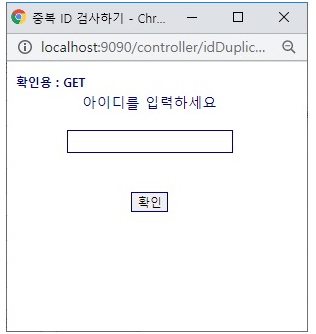 중복 ID 검사하기 - Chr...
localhost:9090/controller/idDuplic...
확인용 : GET
아이디를 입력하세요
확인